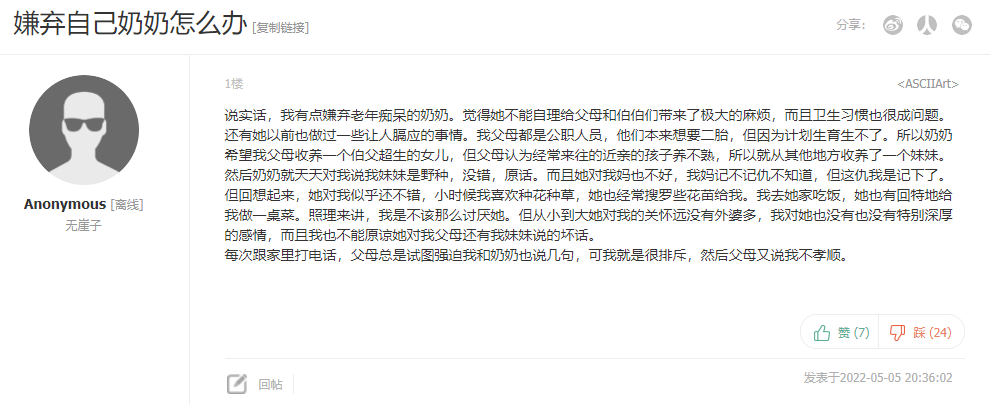 嫌弃自己奶奶怎么办 [复制链接]
分享：
1楼
<ASCIIArt>
说实话，我有点嫌弃老年痴呆的奶奶。觉得她不能自理给父母和伯伯们带来了极大的麻烦，而且卫生习惯也很成问题。
还有她以前也做过一些让人膈应的事情。我父母都是公职人员，他们本来想要二胎，但因为计划生育生不了。所以奶奶
希望我父母收养一个伯父超生的女儿，但父母认为经常来往的近亲的孩子养不熟，所以就从其他地方收养了一个妹妹。
然后奶奶就天天对我说我妹妹是野种，没错，原话。而且她对我妈也不好，我妈记不记仇不知道，但这仇我是记下了。
但回想起来，她对我似乎还不错，小时候我喜欢种花种草，她也经常搜罗些花苗给我。我去她家吃饭，她也有回特地给
我做一桌菜。照理来讲，我是不该那么讨厌她。但从小到大她对我的关怀远没有外婆多，我对她也没有也没有特别深厚
的感情，而且我也不能原谅她对我父母还有我妹妹说的坏话。
每次跟家里打电话，父母总是试图强迫我和奶奶也说几句，可我就是很排斥，然后父母又说我不孝顺。
Anonymous [离线]
无崖子
赞 (7)
踩 (24)
回帖
发表于2022-05-05 20:36:02